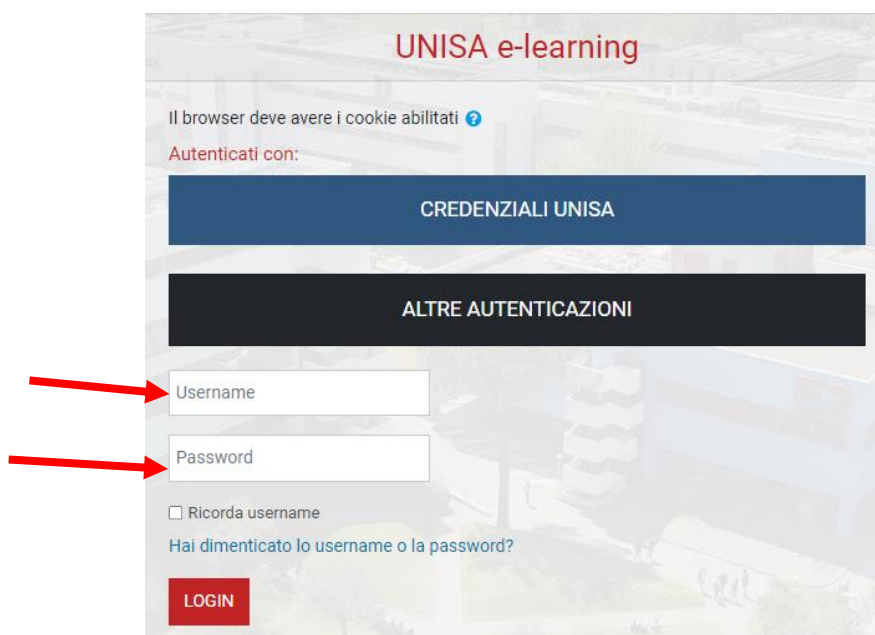 UNISA e-learning
Il browser deve avere i cookie abilitati
Autenticati con:
CREDENZIALI UNISA
ALTRE AUTENTICAZIONI
Username
Password
Ricorda username
Hai dimenticato lo username o la password?
LOGIN